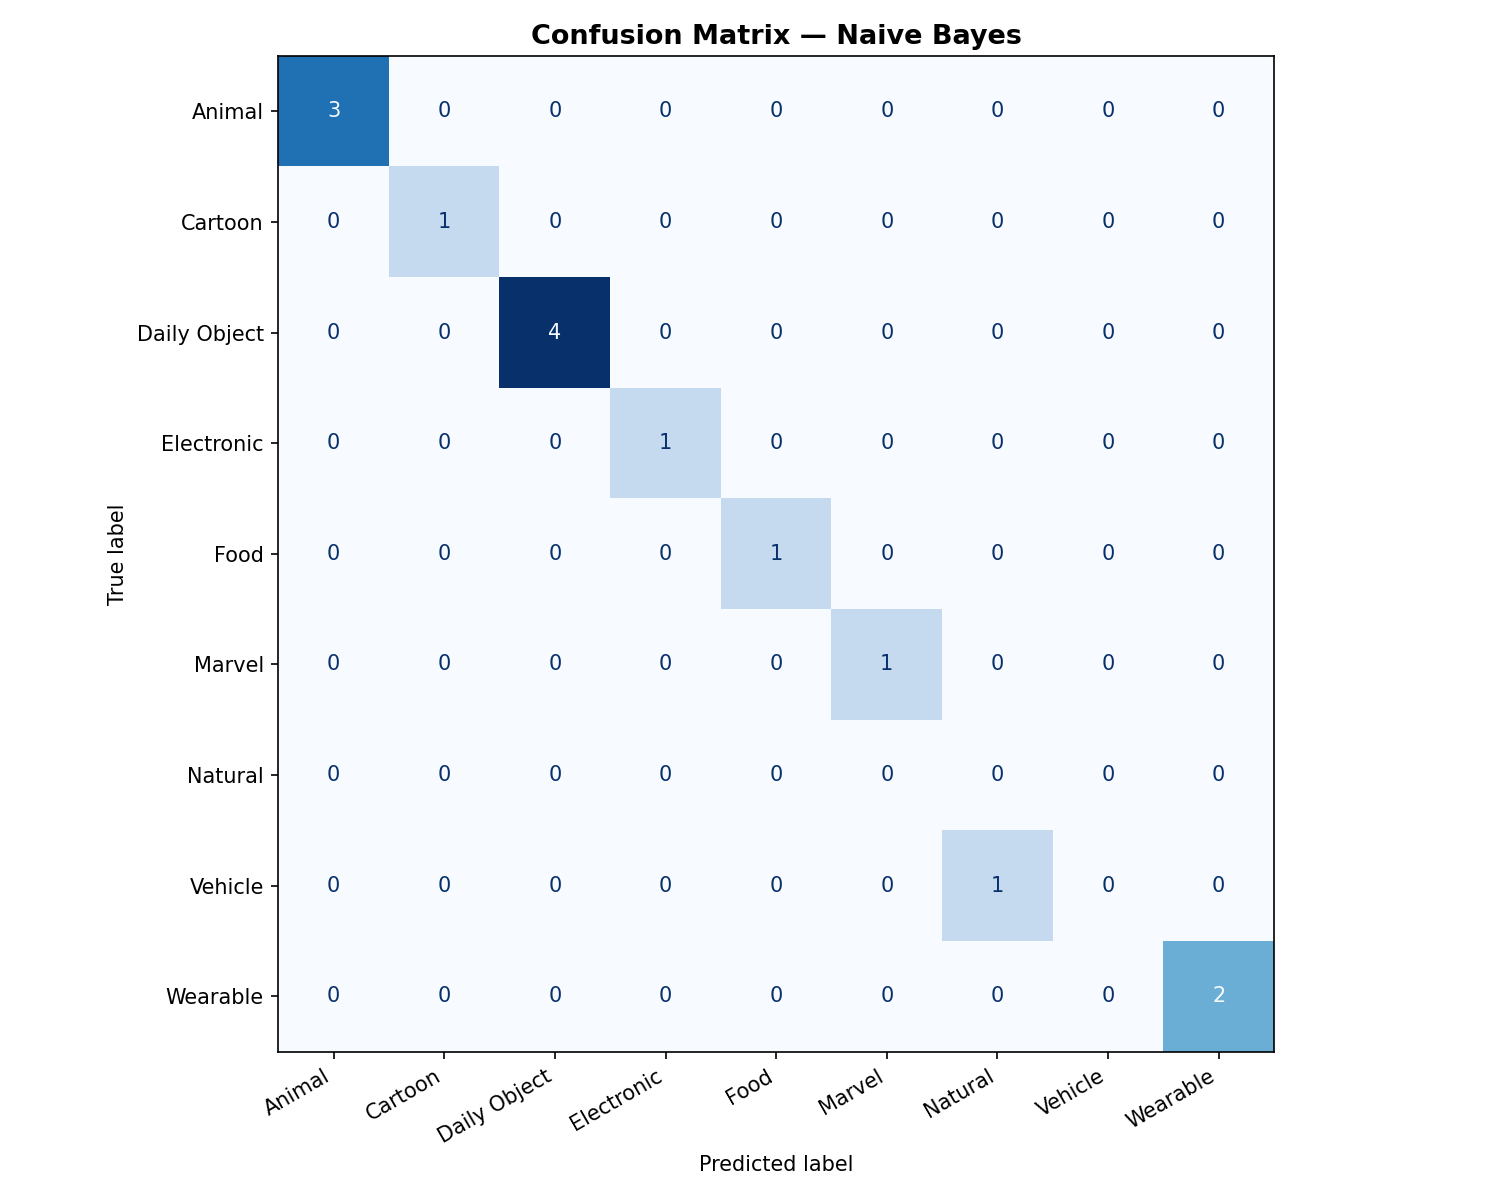 Confusion Matrix — Naive Bayes
Animal 3 0 0 0 0 0 0 0 0
Cartoon 0 1 0 0 0 0 0 0 0
Daily Object 0 0 4 0 0 0 0 0 0
Electronic 0 0 0 1 0 0 0 0 0
Food 0 0 0 0 1 0 0 0 0
Marvel 0 0 0 0 0 1 0 0 0
Natural 0 0 0 0 0 0 0 0 0
Vehicle 0 0 0 0 0 0 1 0 0
Wearable 0 0 0 0 0 0 0 0 2
True label
Animal Cartoon Daily Object Electronic Food Marvel Natural Vehicle Wearable
Predicted label